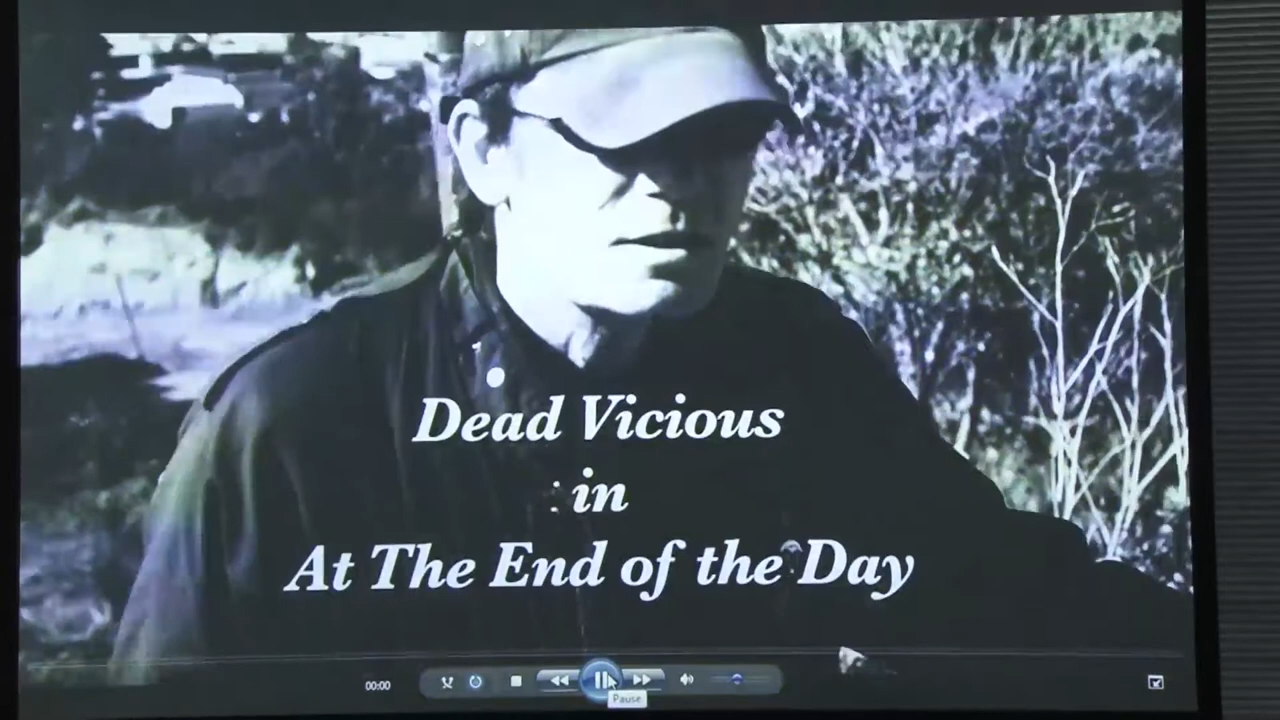 Dead Vicious
in
At The End of the Day
00:00
Pause